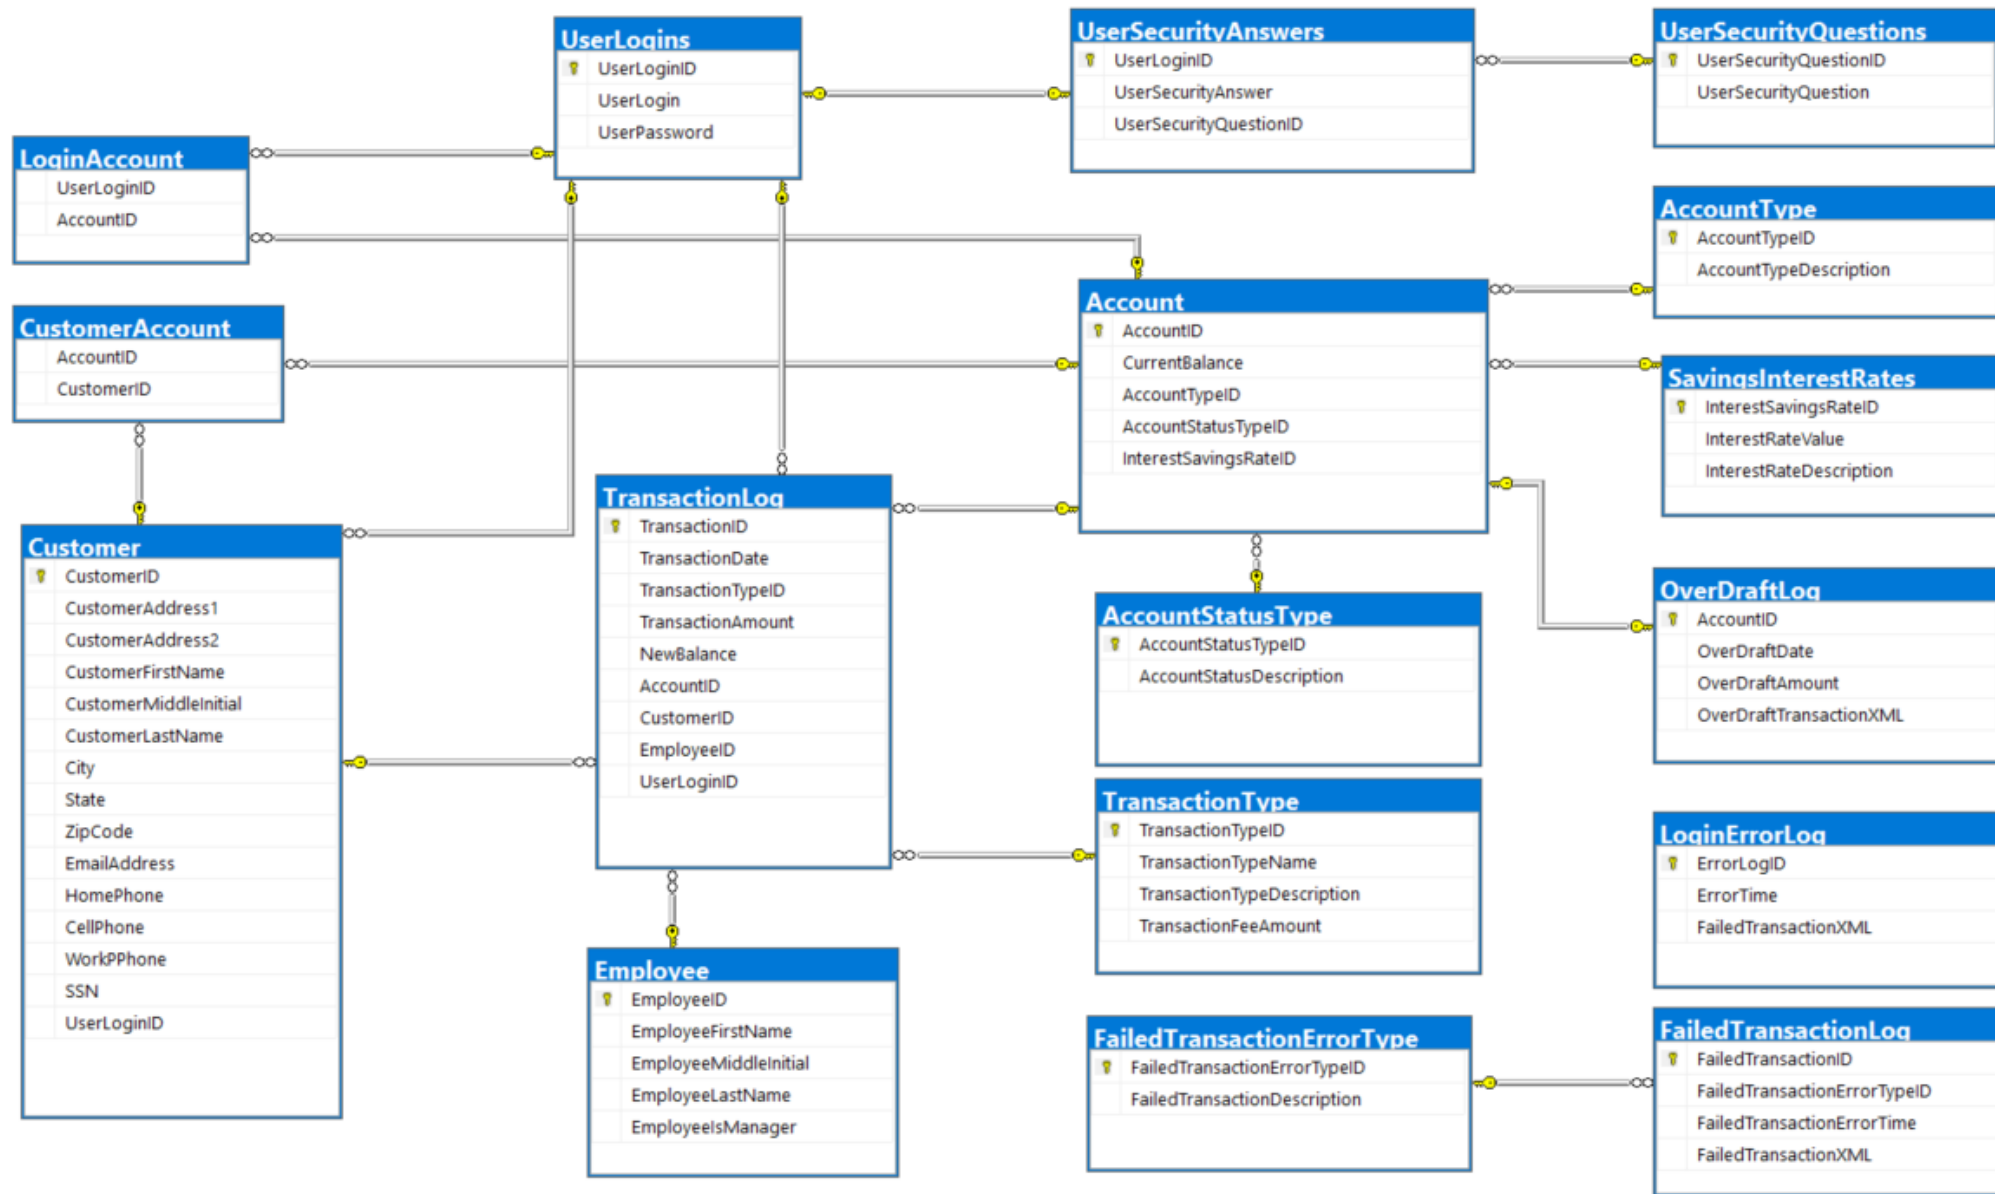 UserLogins
UserLoginID
UserLogin
UserPassword
UserSecurityAnswers
UserLoginID
UserSecurityAnswer
UserSecurityQuestionID
UserSecurityQuestions
UserSecurityQuestionID
UserSecurityQuestion
LoginAccount
UserLoginID
AccountID
AccountType
AccountTypeID
AccountTypeDescription
CustomerAccount
AccountID
CustomerID
Account
AccountID
CurrentBalance
AccountTypeID
AccountStatusTypeID
InterestSavingsRateID
SavingsInterestRates
InterestSavingsRateID
InterestRateValue
InterestRateDescription
Customer
CustomerID
CustomerAddress1
CustomerAddress2
CustomerFirstName
CustomerMiddleInitial
CustomerLastName
City
State
ZipCode
EmailAddress
HomePhone
CellPhone
WorkPPhone
SSN
UserLoginID
TransactionLog
TransactionID
TransactionDate
TransactionTypeID
TransactionAmount
NewBalance
AccountID
CustomerID
EmployeeID
UserLoginID
AccountStatusType
AccountStatusTypeID
AccountStatusDescription
OverDraftLog
AccountID
OverDraftDate
OverDraftAmount
OverDraftTransactionXML
TransactionType
TransactionTypeID
TransactionTypeName
TransactionTypeDescription
TransactionFeeAmount
LoginErrorLog
ErrorLogID
ErrorTime
FailedTransactionXML
Employee
EmployeeID
EmployeeFirstName
EmployeeMiddleInitial
EmployeeLastName
EmployeeIsManager
FailedTransactionErrorType
FailedTransactionErrorTypeID
FailedTransactionDescription
FailedTransactionLog
FailedTransactionID
FailedTransactionErrorTypeID
FailedTransactionErrorTime
FailedTransactionXML